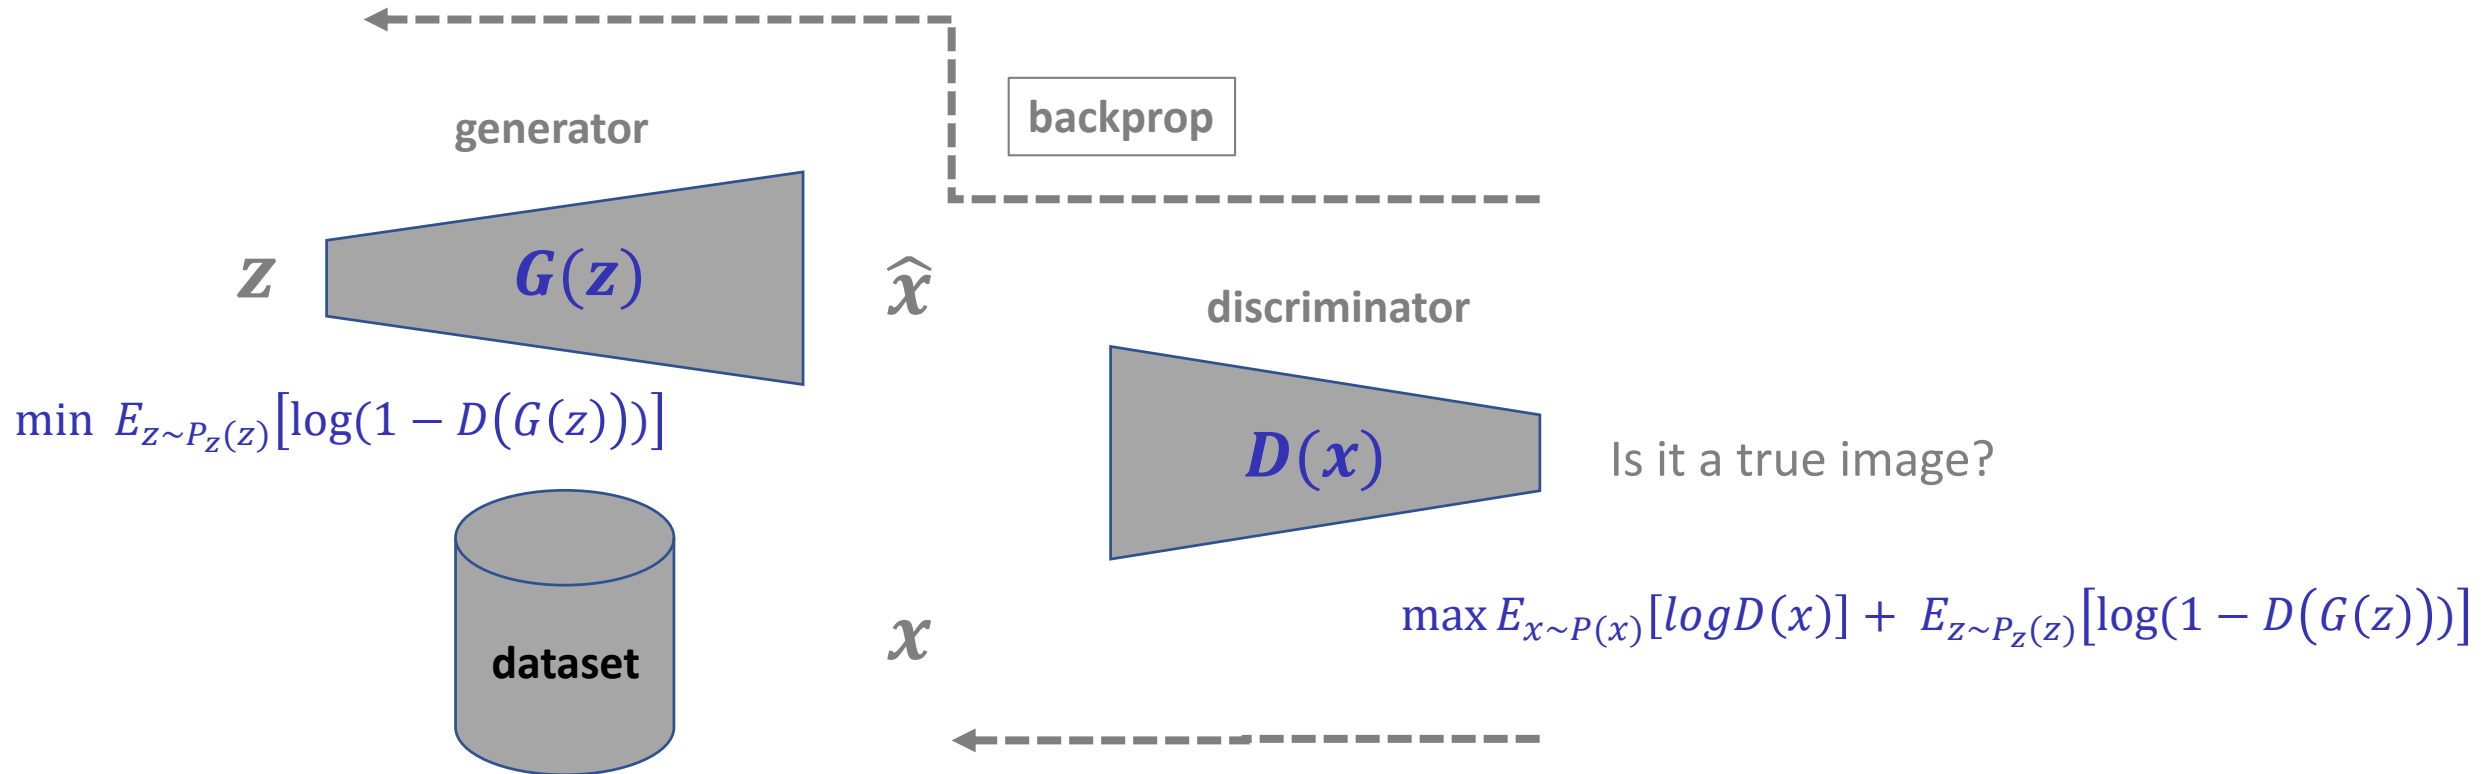 backprop
generator
z
G(z)
x̂
discriminator
min E_{z∼P_z(z)}[log(1 − D(G(z)))]
D(x)
Is it a true image?
dataset
x
max E_{x∼P(x)}[logD(x)] + E_{z∼P_z(z)}[log(1 − D(G(z)))]